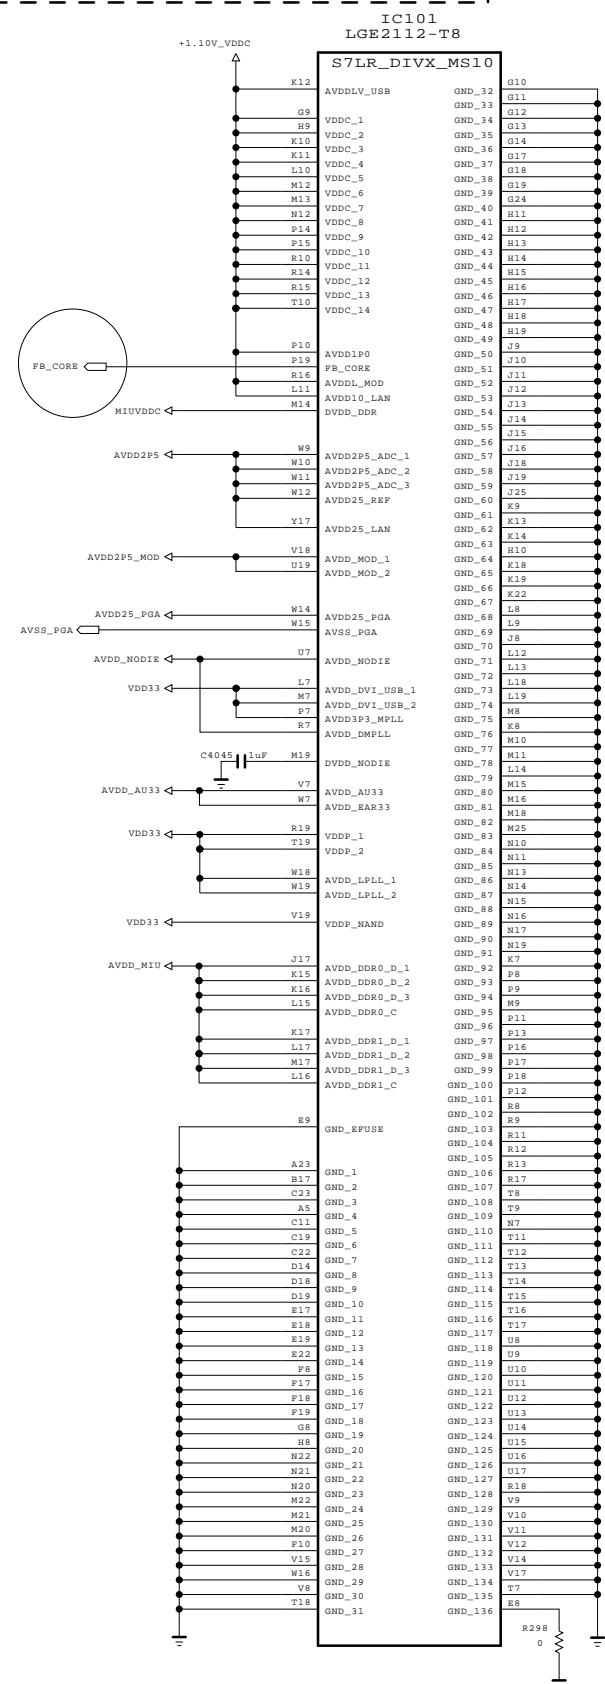 IC101
LGE2112-T8
+1.10V_VDDC
S7LR_DIVX_MS10
K12 AVDDLV_USB
G9 VDDC_1
H9 VDDC_2
K10 VDDC_3
K11 VDDC_4
L10 VDDC_5
M12 VDDC_6
M13 VDDC_7
N12 VDDC_8
P14 VDDC_9
P15 VDDC_10
R10 VDDC_11
R14 VDDC_12
R15 VDDC_13
T10 VDDC_14
P10 AVDD1P0
FB_CORE P19 FB_CORE
R16 AVDDL_MOD
L11 AVDD10_LAN
MIUVDDC M14 DVDD_DDR
AVDD2P5 W9 AVDD2P5_ADC_1
W10 AVDD2P5_ADC_2
W11 AVDD2P5_ADC_3
W12 AVDD25_REF
Y17 AVDD25_LAN
AVDD2P5_MOD V18 AVDD_MOD_1
U19 AVDD_MOD_2
AVDD25_PGA W14 AVDD25_PGA
AVSS_PGA W15 AVSS_PGA
AVDD_NODIE U7 AVDD_NODIE
VDD33 L7 AVDD_DVI_USB_1
M7 AVDD_DVI_USB_2
P7 AVDD3P3_MPLL
R7 AVDD_DMPLL
C4045 1uF M19 DVDD_NODIE
AVDD_AU33 V7 AVDD_AU33
W7 AVDD_EAR33
VDD33 R19 VDDP_1
T19 VDDP_2
W18 AVDD_LPLL_1
W19 AVDD_LPLL_2
VDD33 V19 VDDP_NAND
AVDD_MIU J17 AVDD_DDR0_D_1
K15 AVDD_DDR0_D_2
K16 AVDD_DDR0_D_3
L15 AVDD_DDR0_C
K17 AVDD_DDR1_D_1
L17 AVDD_DDR1_D_2
M17 AVDD_DDR1_D_3
L16 AVDD_DDR1_C
E9 GND_EFUSE
A23 GND_1
B17 GND_2
C23 GND_3
A5 GND_4
C11 GND_5
C19 GND_6
C22 GND_7
D14 GND_8
D18 GND_9
D19 GND_10
E17 GND_11
E18 GND_12
E19 GND_13
E22 GND_14
F8 GND_15
F17 GND_16
F18 GND_17
F19 GND_18
G8 GND_19
H8 GND_20
N22 GND_21
N21 GND_22
N20 GND_23
M22 GND_24
M21 GND_25
M20 GND_26
F10 GND_27
V15 GND_28
W16 GND_29
V8 GND_30
T18 GND_31
GND_32 G10
GND_33 G11
GND_34 G12
GND_35 G13
GND_36 G14
GND_37 G17
GND_38 G18
GND_39 G19
GND_40 G24
GND_41 H11
GND_42 H12
GND_43 H13
GND_44 H14
GND_45 H15
GND_46 H16
GND_47 H17
GND_48 H18
GND_49 H19
GND_50 J9
GND_51 J10
GND_52 J11
GND_53 J12
GND_54 J13
GND_55 J14
GND_56 J15
GND_57 J16
GND_58 J18
GND_59 J19
GND_60 J25
GND_61 K9
GND_62 K13
GND_63 K14
GND_64 H10
GND_65 K18
GND_66 K19
GND_67 K22
GND_68 L8
GND_69 L9
GND_70 J8
GND_71 L12
GND_72 L13
GND_73 L18
GND_74 L19
GND_75 M8
GND_76 K8
GND_77 M10
GND_78 M11
GND_79 L14
GND_80 M15
GND_81 M16
GND_82 M18
GND_83 M25
GND_84 N10
GND_85 N11
GND_86 N13
GND_87 N14
GND_88 N15
GND_89 N16
GND_90 N17
GND_91 N19
GND_92 K7
GND_93 P8
GND_94 P9
GND_95 M9
GND_96 P11
GND_97 P13
GND_98 P16
GND_99 P17
GND_100 P18
GND_101 P12
GND_102 R8
GND_103 R9
GND_104 R11
GND_105 R12
GND_106 R13
GND_107 R17
GND_108 T8
GND_109 T9
GND_110 N7
GND_111 T11
GND_112 T12
GND_113 T13
GND_114 T14
GND_115 T15
GND_116 T16
GND_117 T17
GND_118 U8
GND_119 U9
GND_120 U10
GND_121 U11
GND_122 U12
GND_123 U13
GND_124 U14
GND_125 U15
GND_126 U16
GND_127 U17
GND_128 R18
GND_129 V9
GND_130 V10
GND_131 V11
GND_132 V12
GND_133 V14
GND_134 V17
GND_135 T7
GND_136 E8
R298
0